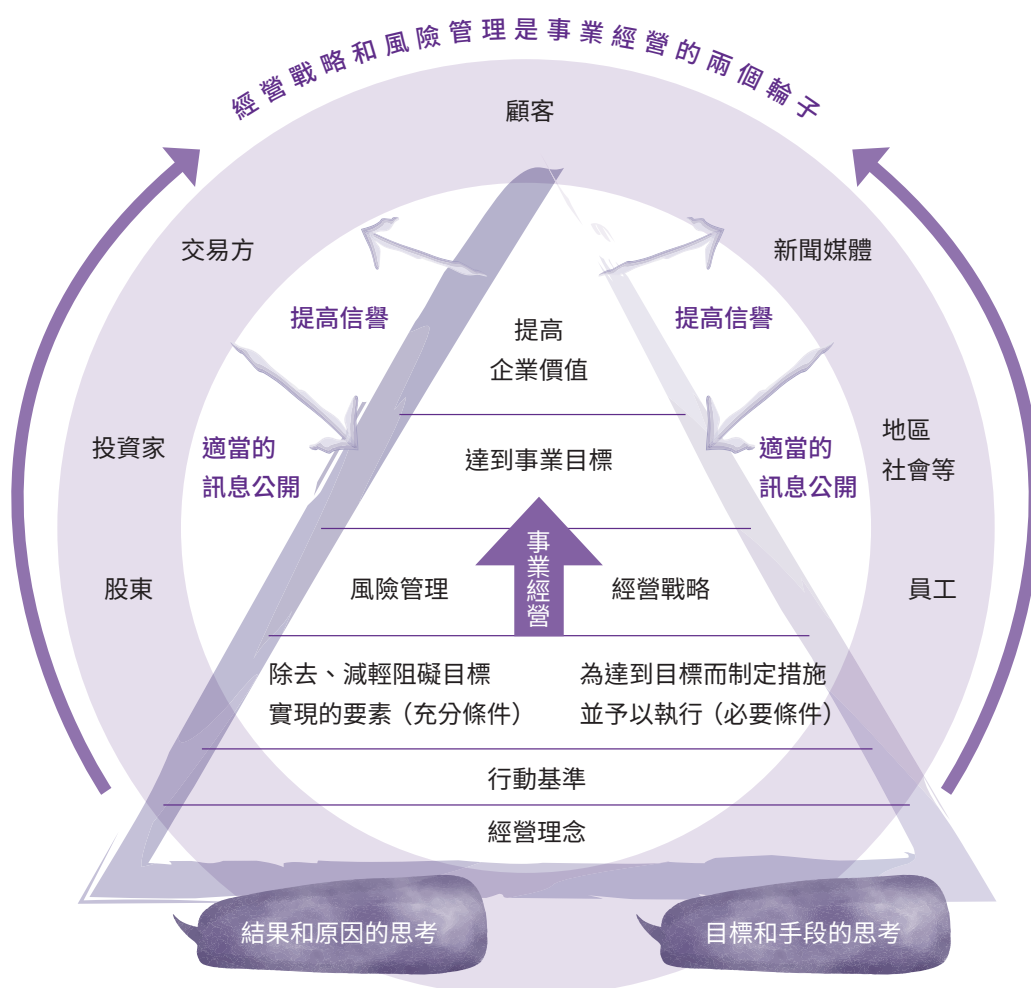 經營戰略和風險管理是事業經營的兩個輪子
顧客
交易方
新聞媒體
提高信譽
提高信譽
提高
企業價值
投資家
適當的
訊息公開
達到事業目標
適當的
訊息公開
地區
社會等
股東
風險管理
事業經營
經營戰略
員工
除去、減輕阻礙目標
實現的要素（充分條件）
為達到目標而制定措施
並予以執行（必要條件）
行動基準
經營理念
結果和原因的思考
目標和手段的思考